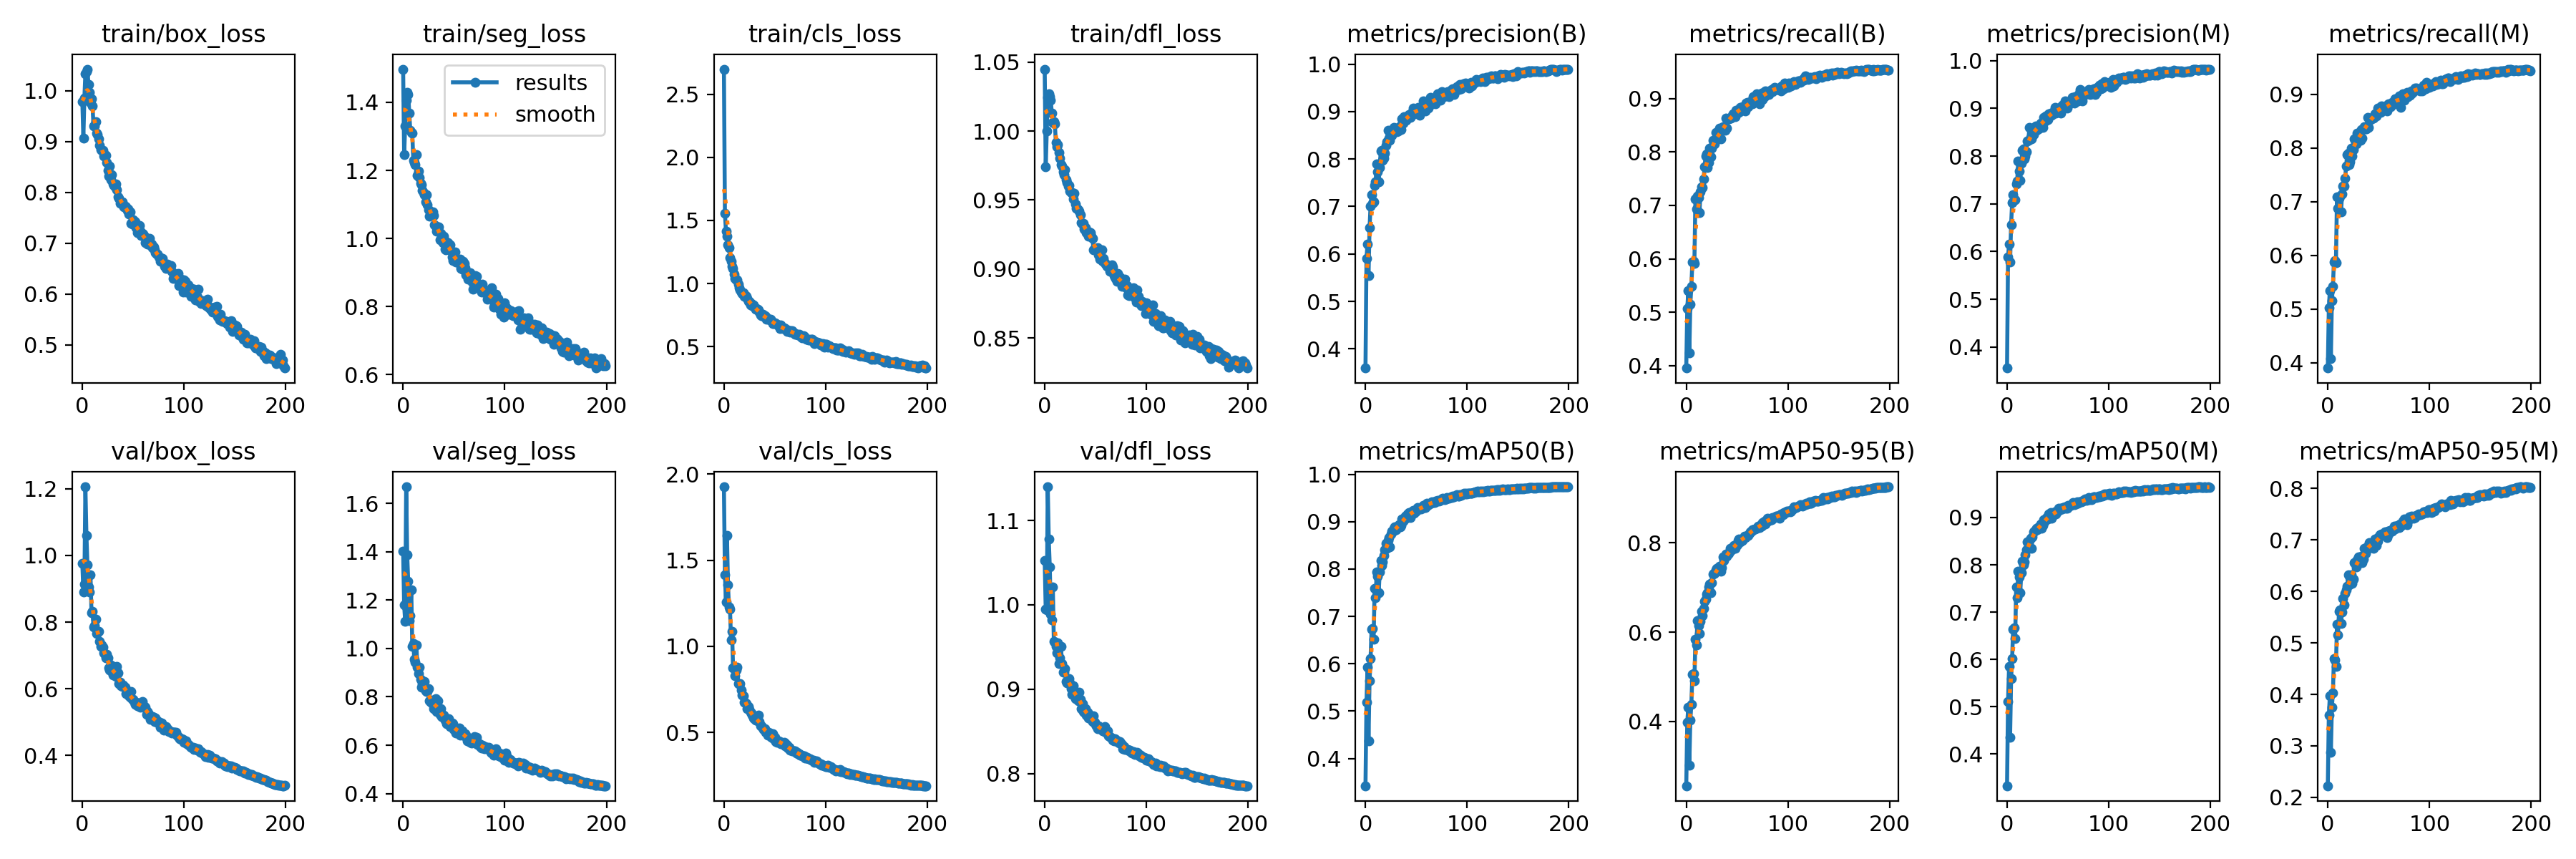 train/box_loss
train/seg_loss
train/cls_loss
train/dfl_loss
metrics/precision(B)
metrics/recall(B)
metrics/precision(M)
metrics/recall(M)
1.0
0.9
0.8
0.7
0.6
0.5
0 100 200
results
smooth
1.4
1.2
1.0
0.8
0.6
0 100 200
2.5
2.0
1.5
1.0
0.5
0 100 200
1.05
1.00
0.95
0.90
0.85
0 100 200
1.0
0.9
0.8
0.7
0.6
0.5
0.4
0 100 200
0.9
0.8
0.7
0.6
0.5
0.4
0 100 200
1.0
0.9
0.8
0.7
0.6
0.5
0.4
0 100 200
0.9
0.8
0.7
0.6
0.5
0.4
0 100 200
val/box_loss
val/seg_loss
val/cls_loss
val/dfl_loss
metrics/mAP50(B)
metrics/mAP50-95(B)
metrics/mAP50(M)
metrics/mAP50-95(M)
1.2
1.0
0.8
0.6
0.4
0 100 200
1.6
1.4
1.2
1.0
0.8
0.6
0.4
0 100 200
2.0
1.5
1.0
0.5
0 100 200
1.1
1.0
0.9
0.8
0 100 200
1.0
0.9
0.8
0.7
0.6
0.5
0.4
0 100 200
0.8
0.6
0.4
0 100 200
0.9
0.8
0.7
0.6
0.5
0.4
0 100 200
0.8
0.7
0.6
0.5
0.4
0.3
0.2
0 100 200